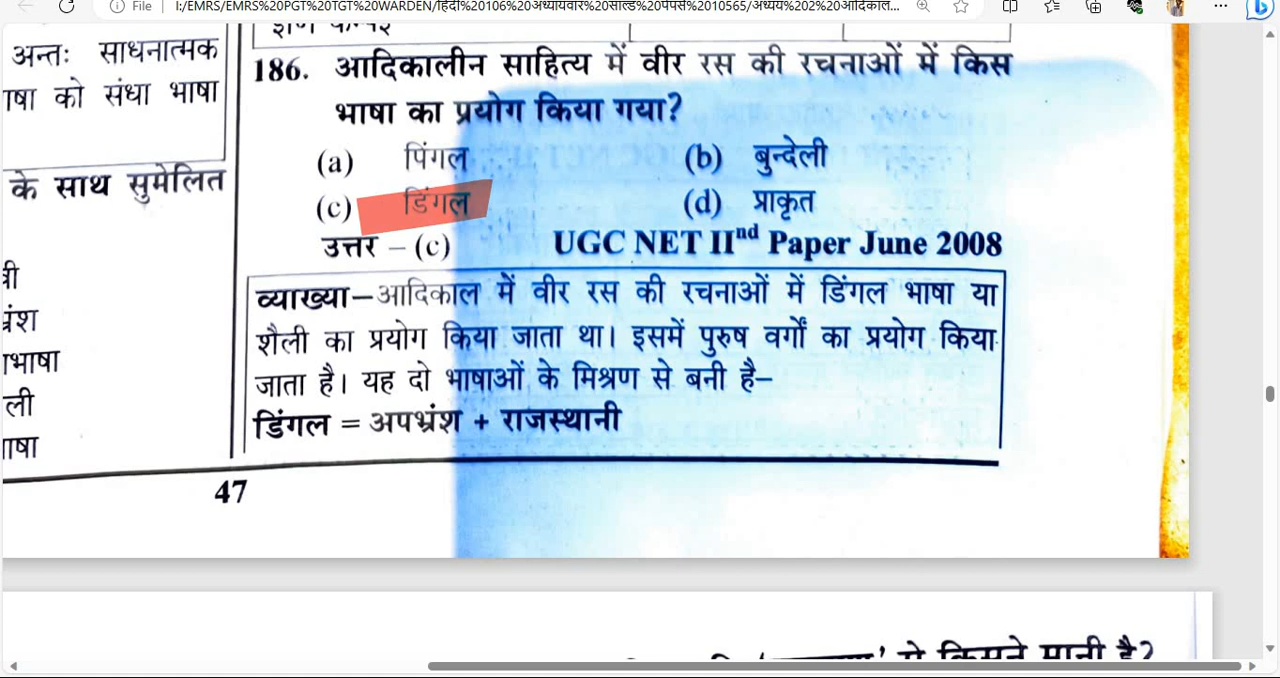 File
I:/EMRS/EMRS%20PGT%20TGT%20WARDEN/हिंदी%20106%20अध्यायवार%20साल्व्ड%20पेपर्स%2010565/अध्यय%202%20आदिकाल...
अन्तः साधनात्मक
भाषा को संधा भाषा
के साथ सुमेलित
ली
47
186. आदिकालीन साहित्य में वीर रस की रचनाओं में किस
भाषा का प्रयोग किया गया?
(a) पिंगल (b) बुन्देली
(c) डिंगल (d) प्राकृत
उत्तर – (c) UGC NET IInd Paper June 2008
व्याख्या–आदिकाल में वीर रस की रचनाओं में डिंगल भाषा या
शैली का प्रयोग किया जाता था। इसमें पुरुष वर्गों का प्रयोग किया
जाता है। यह दो भाषाओं के मिश्रण से बनी है–
डिंगल = अपभ्रंश + राजस्थानी
किसने मानी है?